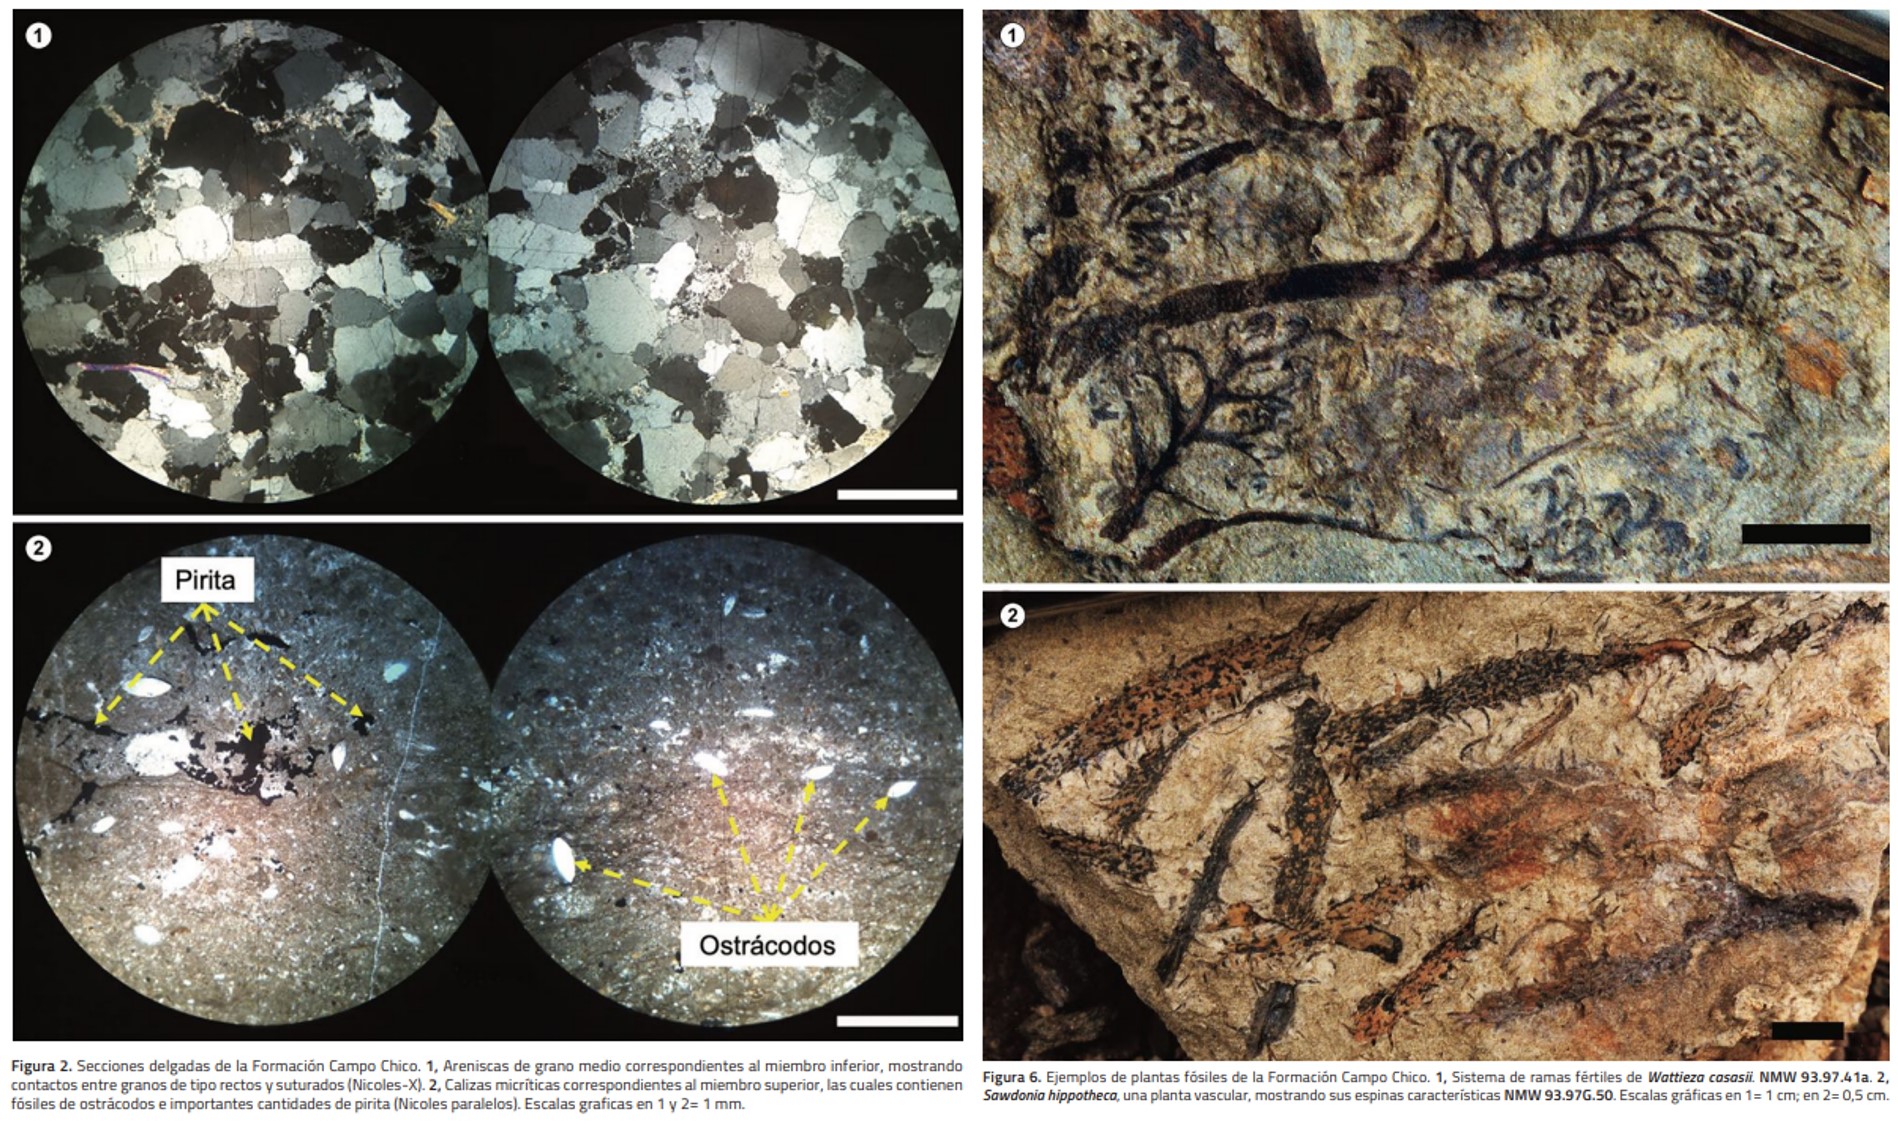 1
2
Pirita
Ostrácodos
Figura 2. Secciones delgadas de la Formación Campo Chico. 1, Areniscas de grano medio correspondientes al miembro inferior, mostrando
contactos entre granos de tipo rectos y suturados (Nicoles-X). 2, Calizas micríticas correspondientes al miembro superior, las cuales contienen
fósiles de ostrácodos e importantes cantidades de pirita (Nicoles paralelos). Escalas graficas en 1 y 2= 1 mm.
1
2
Figura 6. Ejemplos de plantas fósiles de la Formación Campo Chico. 1, Sistema de ramas fértiles de Wattieza casasii. NMW 93.97.41a. 2,
Sawdonia hippotheca, una planta vascular, mostrando sus espinas características NMW 93.97G.50. Escalas gráficas en 1= 1 cm; en 2= 0,5 cm.